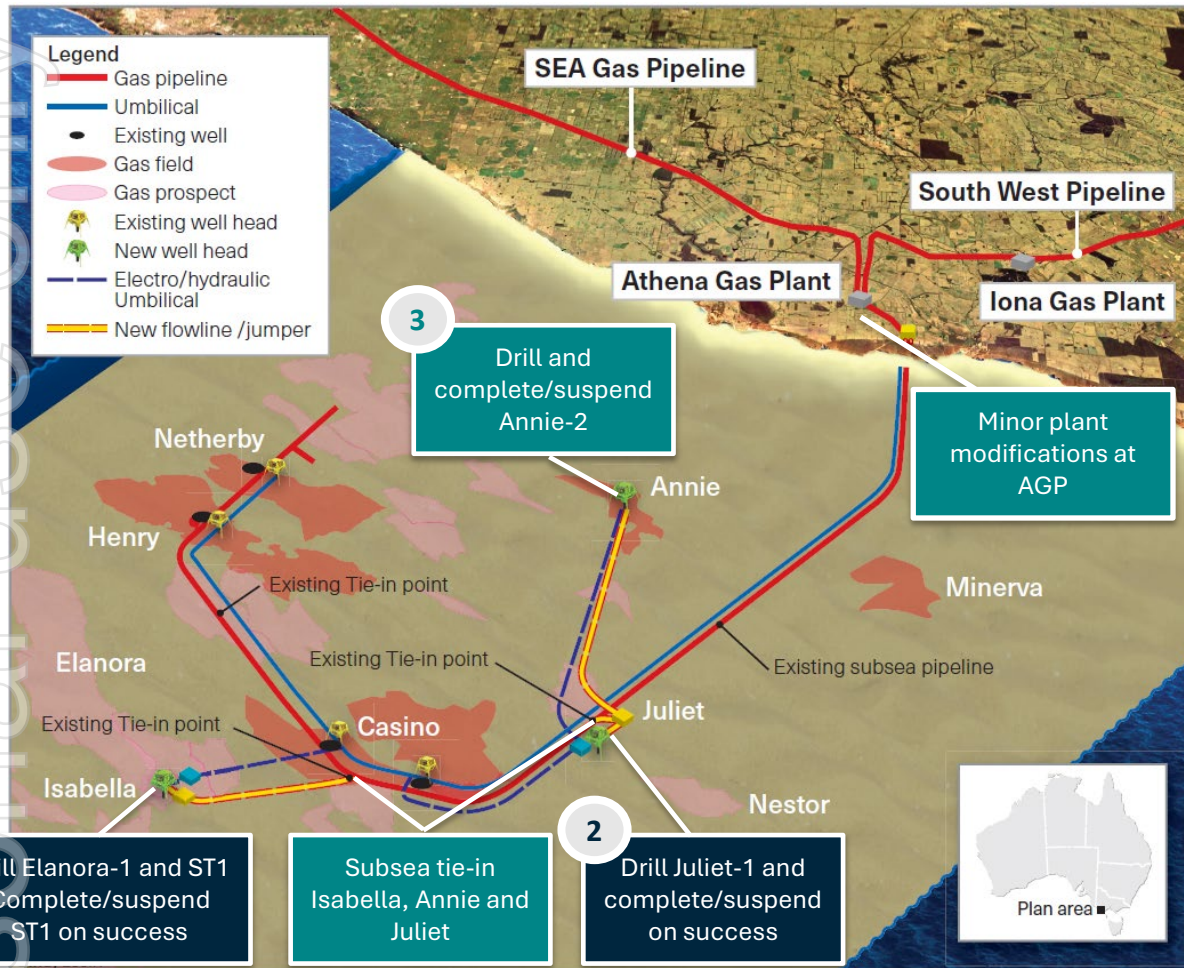 Legend
Gas pipeline
Umbilical
Existing well
Gas field
Gas prospect
Existing well head
New well head
Electro/hydraulic
Umbilical
New flowline /jumper
SEA Gas Pipeline
South West Pipeline
Athena Gas Plant
Iona Gas Plant
3
Drill and
complete/suspend
Annie-2
Minor plant
modifications at
AGP
Netherby
Annie
Henry
Existing Tie-in point
Minerva
Elanora
Existing Tie-in point
Existing subsea pipeline
Existing Tie-in point
Casino
Juliet
Isabella
Nestor
ST1
Elanora-1 and
Complete/suspend
ST1 on success
Subsea tie-in
Isabella, Annie and
Juliet
2
Drill Juliet-1 and
complete/suspend
on success
Plan area